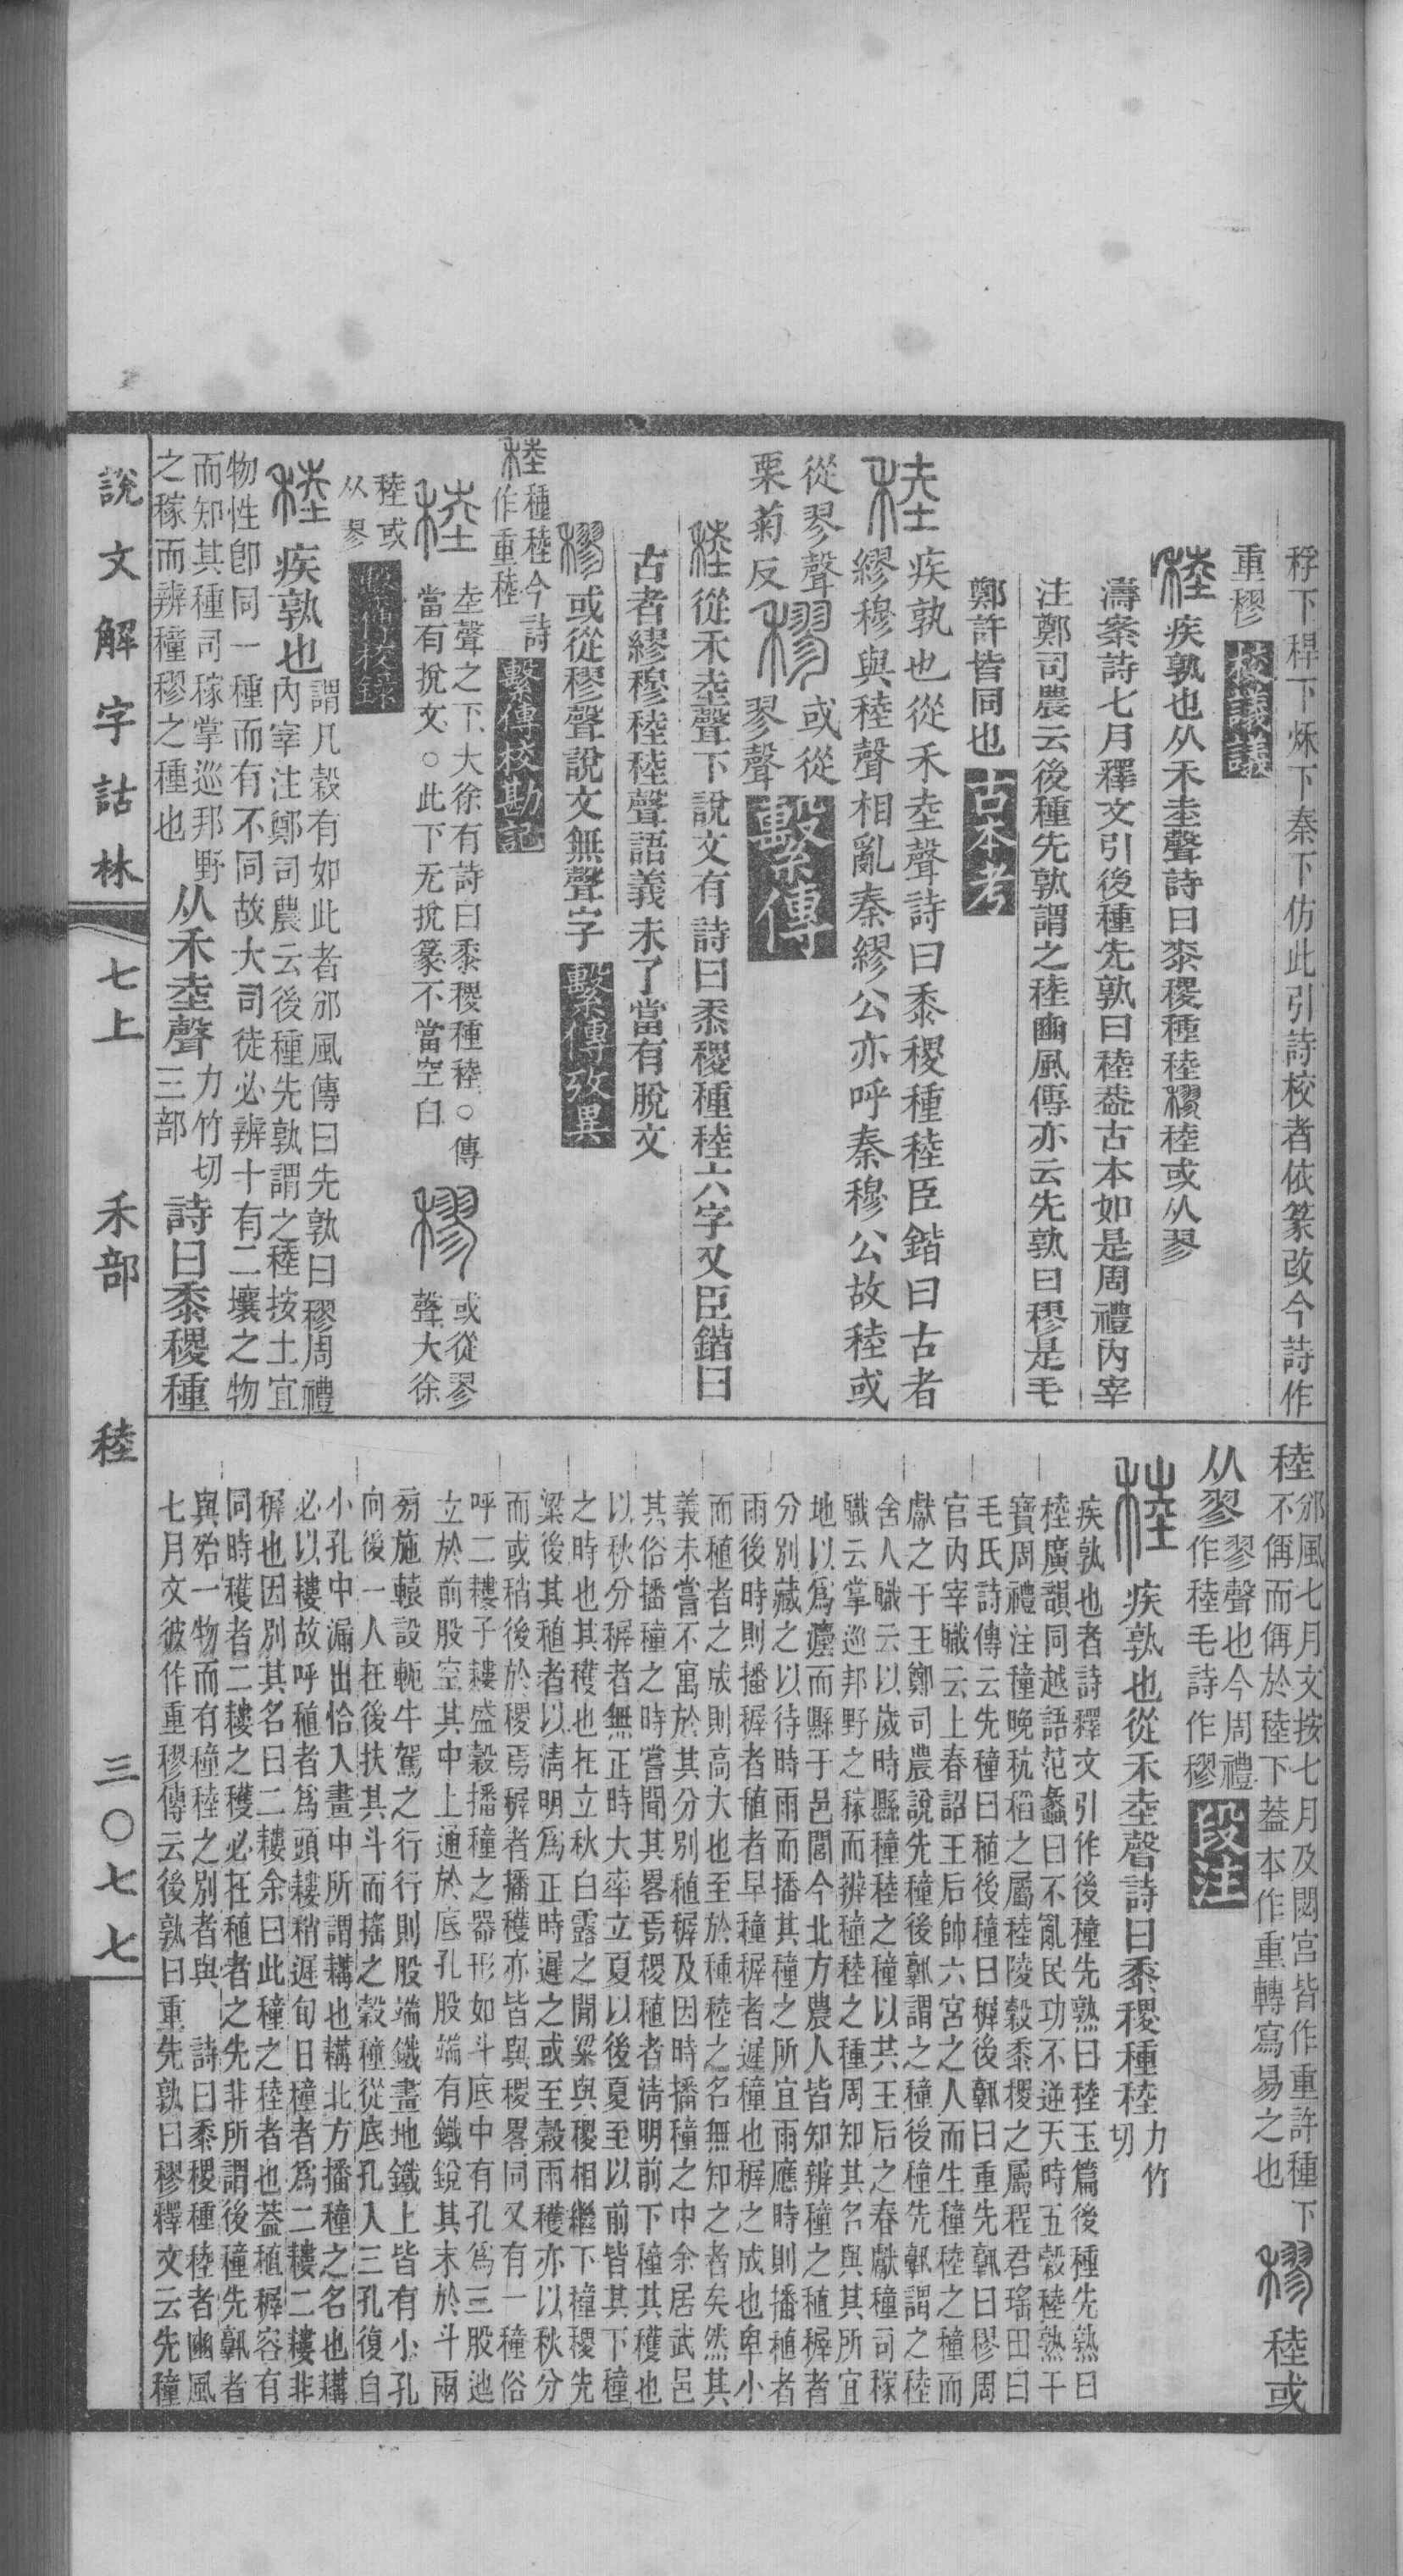 稃下稈下秌下秦下仿此引詩校者依篆改今詩作
重穋 校議議
稑疾孰也从禾坴聲詩曰黍稷種稑穋稑或从翏
濤案詩七月釋文引後種先孰曰稑葢古本如是周禮內宰
注鄭司農云後種先孰謂之稑豳風傳亦云先孰曰穋是毛
鄭許皆同也 古本考
稑疾孰也從禾坴聲詩曰黍稷種稑臣鍇曰古者
繆穆與稑聲相亂秦繆公亦呼秦穆公故稑或
從翏聲穋或從
栗菊反翏聲 繫傳
稑從禾坴聲下說文有詩曰黍稷種稑六字又臣鍇曰
古者繆穆稑稑聲語義未了當有脫文
穋或從穋聲說文無聲字 繫傳攷異
稑種稑今詩
作重稑 繫傳校勘記
稑坴聲之下大徐有詩曰黍稷種稑○傳
當有挩文○此下无挩篆不當空白
穋或從翏
聲大徐
稑或
从翏 繫傳校錄
稑疾孰也謂凡穀有如此者邠風傳曰先孰曰穋周禮
內宰注鄭司農云後種先孰謂之稑按土宜
物性卽同一種而有不同故大司徒必辨十有二壤之物
而知其種司稼掌巡邦野
之稼而辨穜穋之種也
从禾坴聲力竹切
三部
詩曰黍稷種
說文解字詁林 七上 禾部 稑 三〇七七
稑邠風七月文按七月及閟宮皆作重許種下
不偁而偁於稑下葢本作重轉寫易之也
穋稑或
从翏翏聲也今周禮
作稑毛詩作穋 段注
稑疾孰也從禾坴聲詩曰黍稷種稑力竹
切
疾孰也者詩釋文引作後穜先熟曰稑玉篇後種先熟曰
稑廣韻同越語范蠡曰不亂民功不逆天時五穀稑熟干
寶周禮注穜晚秔稻之屬稑陵穀黍稷之屬程君瑤田曰
毛氏詩傳云先穜曰稙後穜曰稺後孰曰重先孰曰穋周
官內宰職云上春詔王后帥六宮之人而生穜稑之種而
獻之于王鄭司農說先穜後孰謂之穜後穜先孰謂之稑
舍人職云以歲時縣穜稑之種以共王后之春獻種司稼
職云掌巡邦野之稼而辨穜稑之種周知其名與其所宜
地以爲灋而縣于邑閭今北方農人皆知辨穜之稙稺者
分別藏之以待時雨而播其穜之所宜雨應時則播稙者
雨後時則播稺者稙者早穜稺者遲穜也稺之成也卑小
而稙者之成則高大也至於種稑之名無知之者矣然其
義未嘗不寓於其分別稙稺及因時播穜之中余居武邑
其俗播穜之時嘗聞其畧焉稷稙者淸明前下穜其穫也
以秋分稺者無正時大率立夏以後夏至以前皆其下穜
之時也其穫也在立秋白露之閒粱與稷相繼下穜稷先
粱後其稙者以淸明爲正時遲之或至穀雨穫亦以秋分
而或稍後於稷焉稺者播穫亦皆與稷畧同又有一穜俗
呼二耬子耬盛穀播種之器形如斗底中有孔爲三股迆
立於前股空其中上通於底孔股端有鐵銳其末於斗兩
㫄施轅設軛牛駕之行行則股端鐵畫地鐵上皆有小孔
向後一人在後扶其斗而搖之穀穜從底孔入三孔復自
小孔中漏出恰入畫中所謂耩也耩北方播種之名也耩
必以耬故呼稙者爲頭耬稍遲旬日穜者爲二耬二耬非
稺也因別其名曰二耬余曰此穜之稑者也葢稙稺容有
同時穫者二耬之穫必在稙者之先非所謂後穜先孰者
與殆一物而有穜稑之別者與 詩曰黍稷種稑者豳風
七月文彼作重穋傳云後孰曰重先孰曰穋釋文云先穜